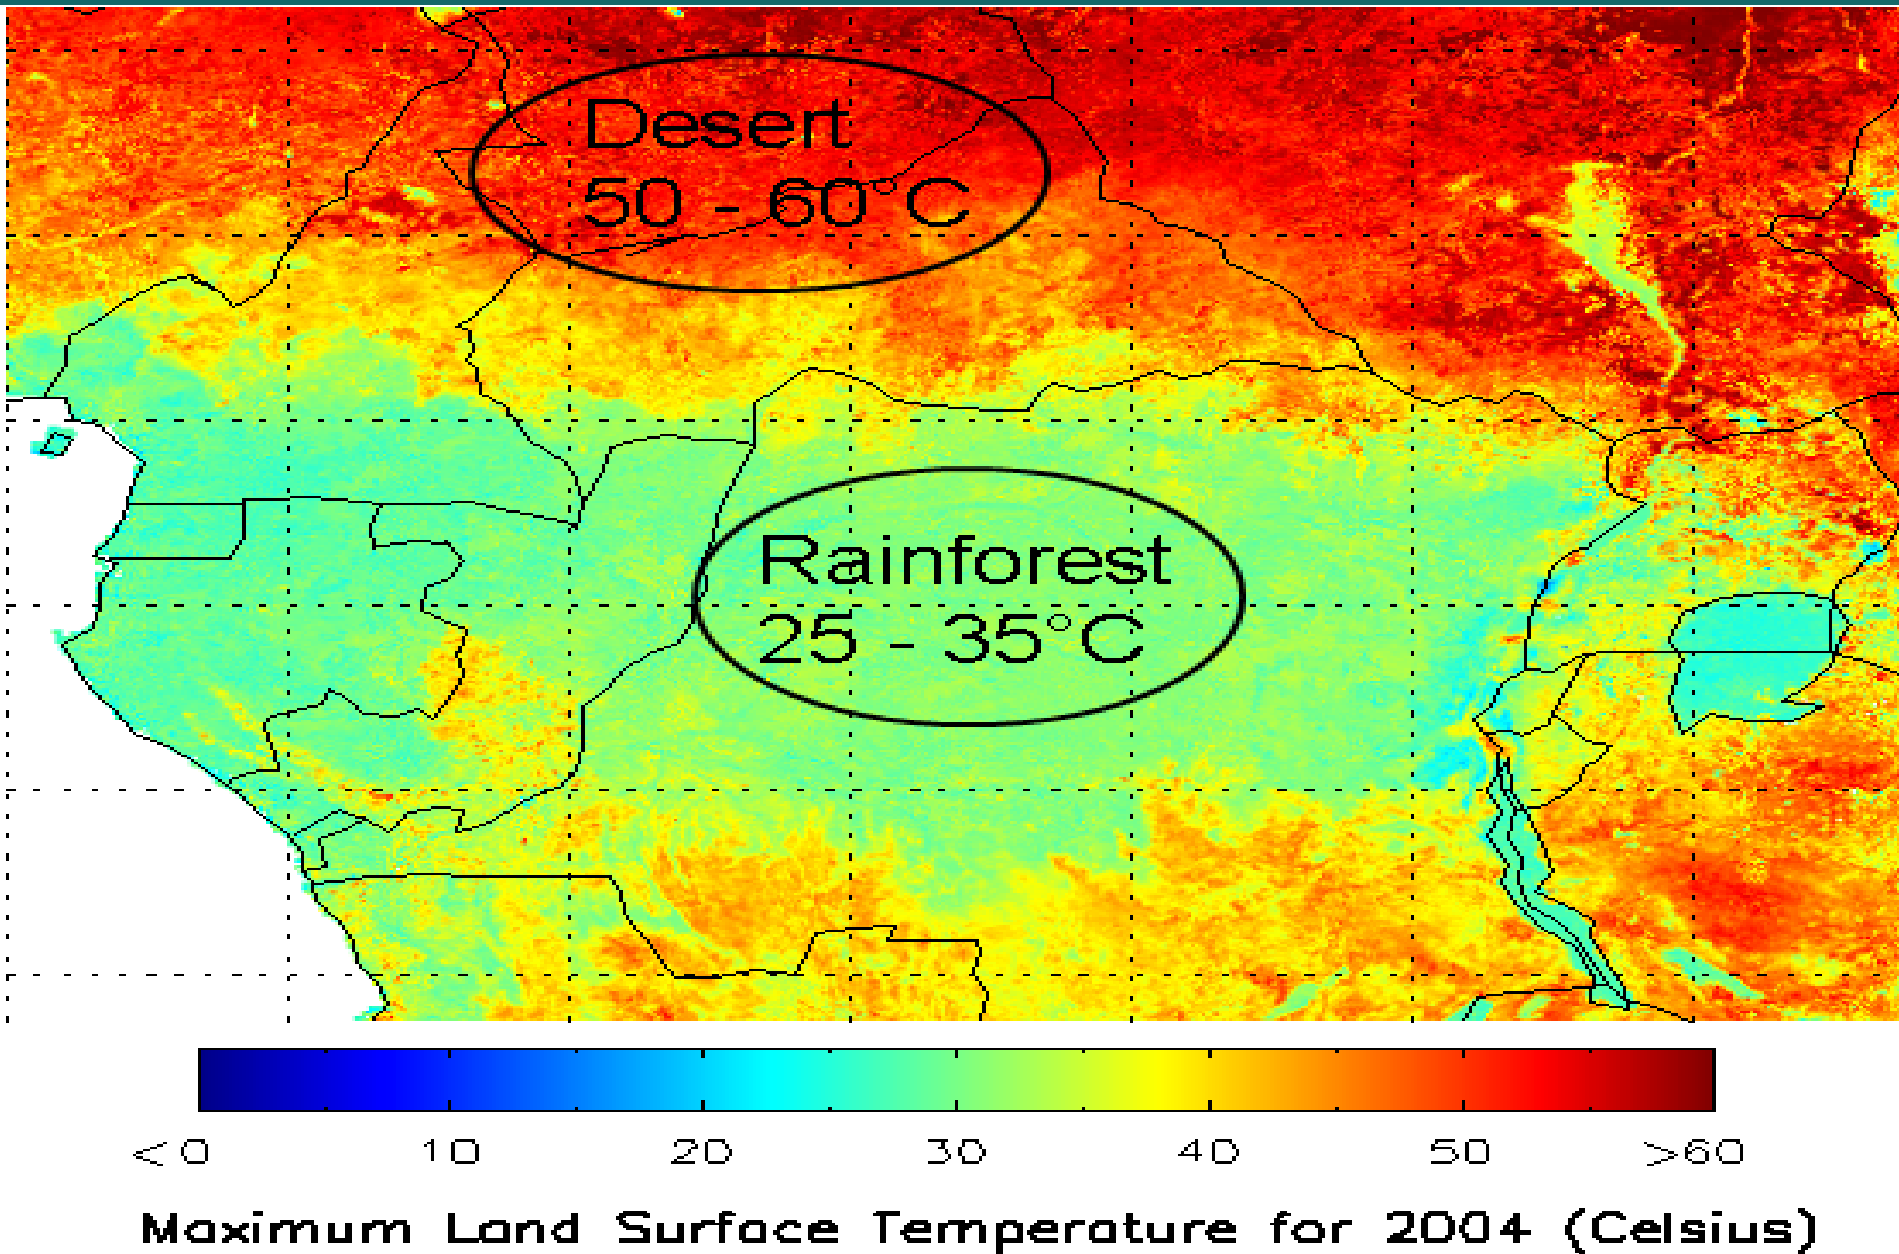 Desert
50 - 60°C
Rainforest
25 - 35°C
<0 10 20 30 40 50 >60
Maximum Land Surface Temperature for 2004 (Celsius)